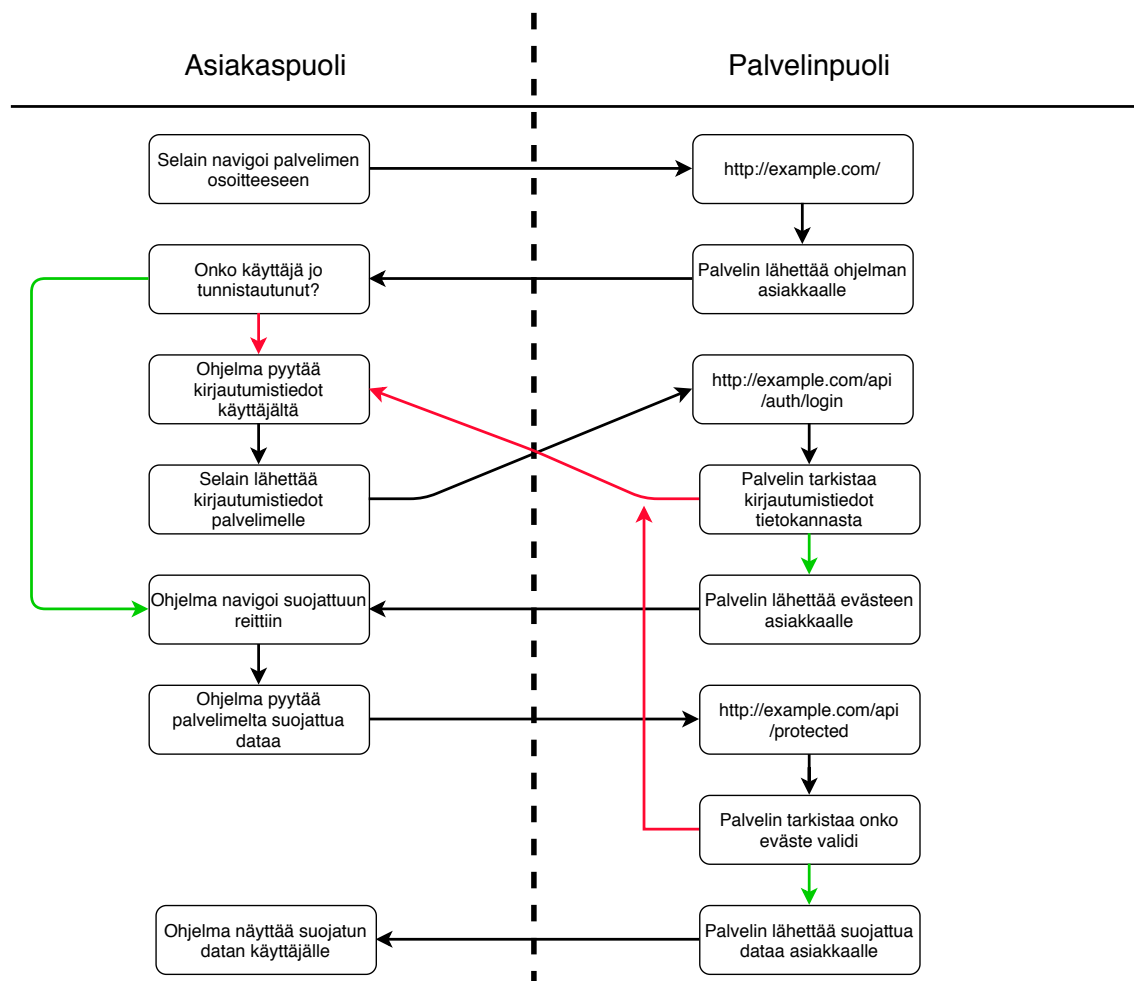 Asiakaspuoli
Palvelinpuoli
Selain navigoi palvelimen
osoitteeseen
http://example.com/
Onko käyttäjä jo
tunnistautunut?
Palvelin lähettää ohjelman
asiakkaalle
Ohjelma pyytää
kirjautumistiedot
käyttäjältä
http://example.com/api
/auth/login
Selain lähettää
kirjautumistiedot
palvelimelle
Palvelin tarkistaa
kirjautumistiedot
tietokannasta
Ohjelma navigoi suojattuun
reittiin
Palvelin lähettää evästeen
asiakkaalle
Ohjelma pyytää
palvelimelta suojattua
dataa
http://example.com/api
/protected
Palvelin tarkistaa onko
eväste validi
Ohjelma näyttää suojatun
datan käyttäjälle
Palvelin lähettää suojattua
dataa asiakkaalle